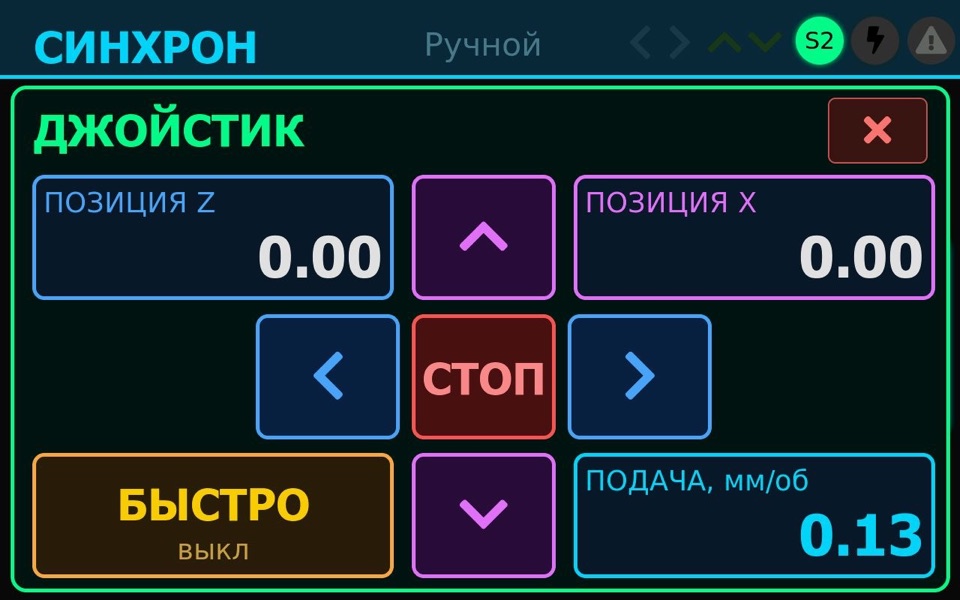 СИНХРОН
Ручной
S2
ДЖОЙСТИК
ПОЗИЦИЯ Z
0.00
ПОЗИЦИЯ X
0.00
СТОП
БЫСТРО
ВЫКЛ
ПОДАЧА, мм/об
0.13